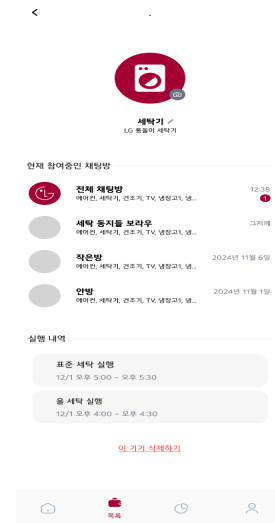 세탁기
LG 통돌이 세탁기
현재 참여중인 채팅방
전체 채팅방
12:38
에어컨, 세탁기, 건조기, TV, 냉장고1, 냉...
1
세탁 동지들 보라우
그저께
에어컨, 세탁기, 건조기, TV, 냉장고1, 냉...
작은방
2024년 11월 6일
에어컨, 세탁기, 건조기, TV, 냉장고1, 냉...
안방
2024년 11월 1일
에어컨, 세탁기, 건조기, TV, 냉장고1, 냉...
실행 내역
표준 세탁 실행
12/1 오후 5:00 - 오후 5:30
울 세탁 실행
12/1 오후 4:00 - 오후 4:30
이 기기 삭제하기
목록